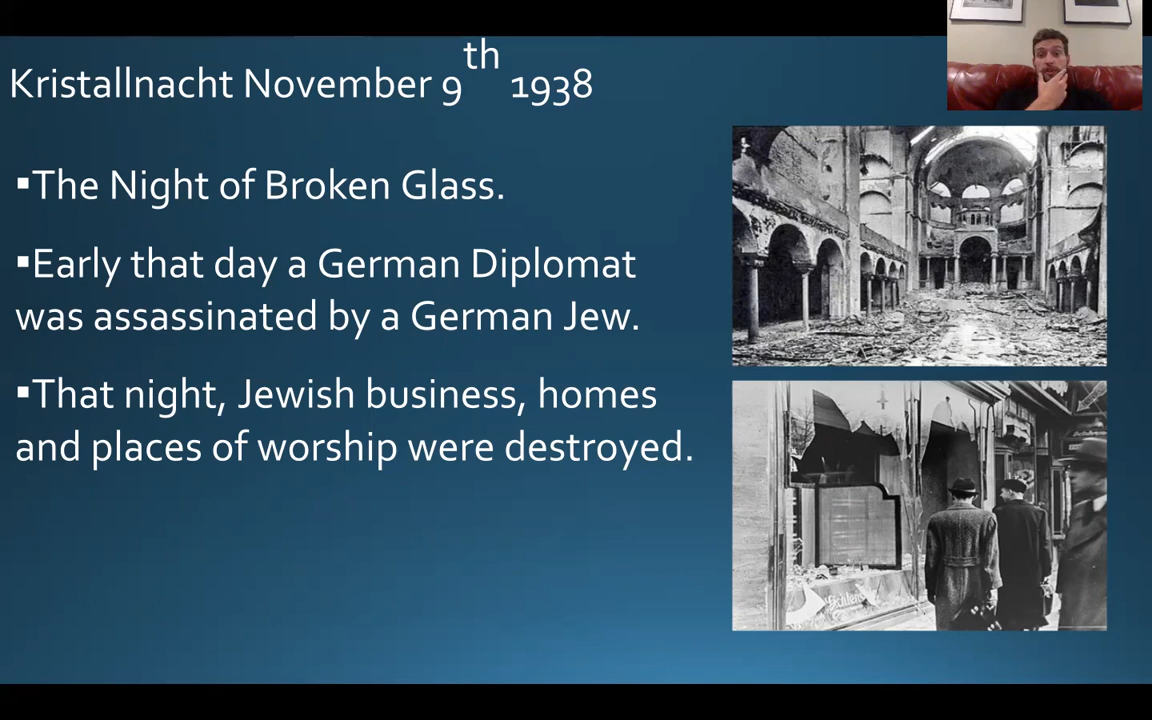 Kristallnacht November 9th 1938
▪The Night of Broken Glass.
▪Early that day a German Diplomat
was assassinated by a German Jew.
▪That night, Jewish business, homes
and places of worship were destroyed.